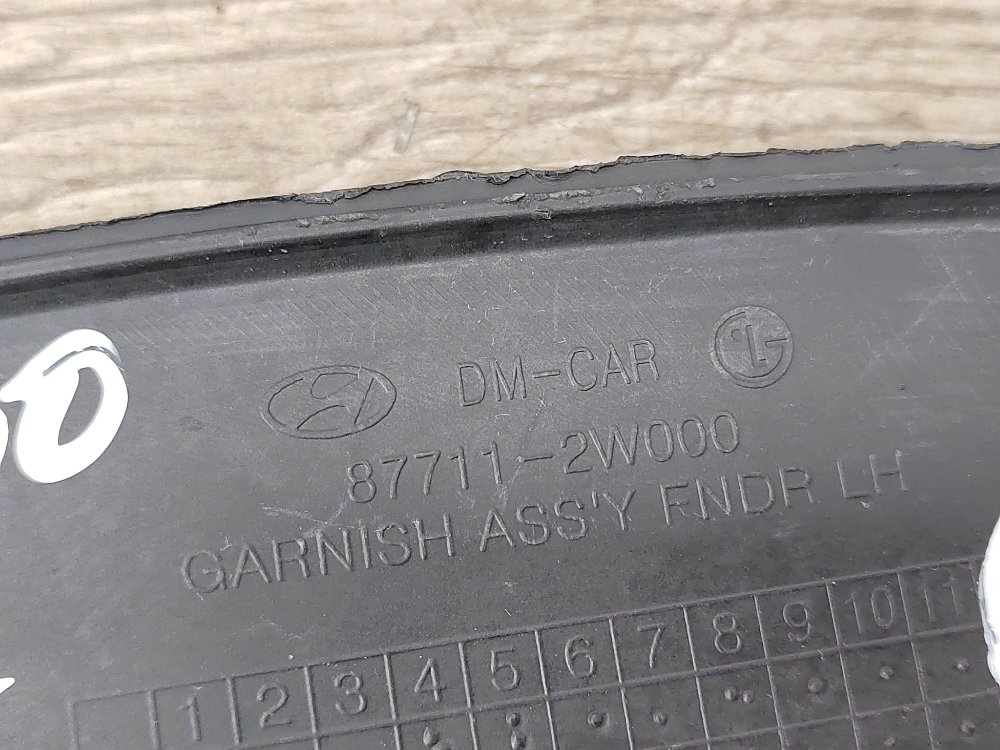 DM-CAR
87711-2W000
GARNISH ASS'Y FNDR LH
1 2 3 4 5 6 7 8 9 10 11